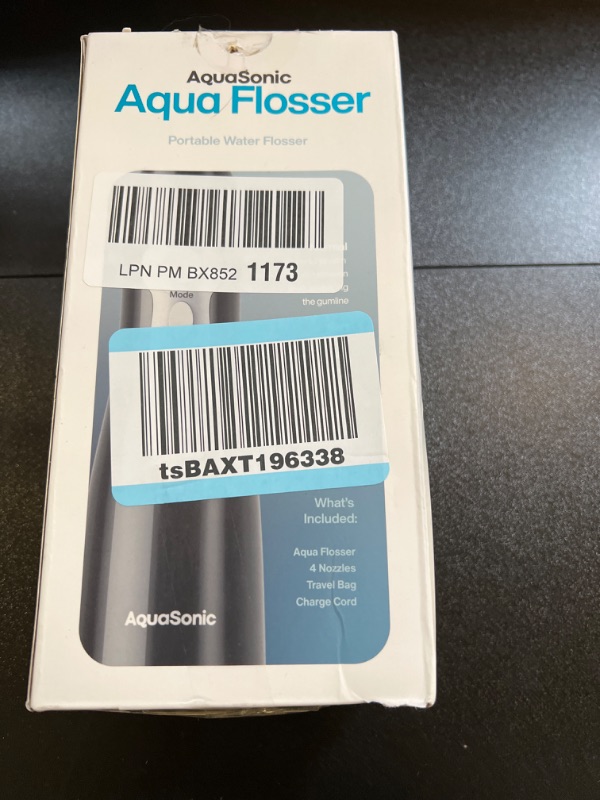 AquaSonic
Aqua Flosser
Portable Water Flosser
LPN PM BX852 1173
the gumline
Mode
tsBAXT196338
What's
Included:
Aqua Flosser
4 Nozzles
Travel Bag
Charge Cord
AquaSonic